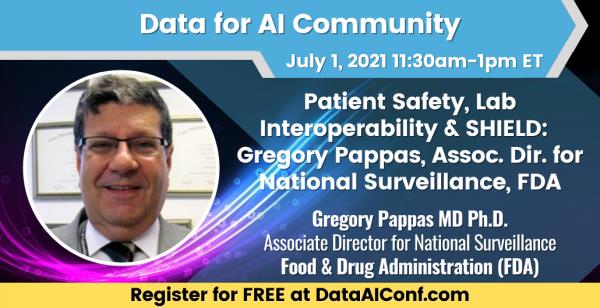 Data for AI Community
July 1, 2021 11:30am-1pm ET
Patient Safety, Lab
Interoperability & SHIELD:
Gregory Pappas, Assoc. Dir. for
National Surveillance, FDA
Gregory Pappas MD Ph.D.
Associate Director for National Surveillance
Food & Drug Administration (FDA)
Register for FREE at DataAIConf.com